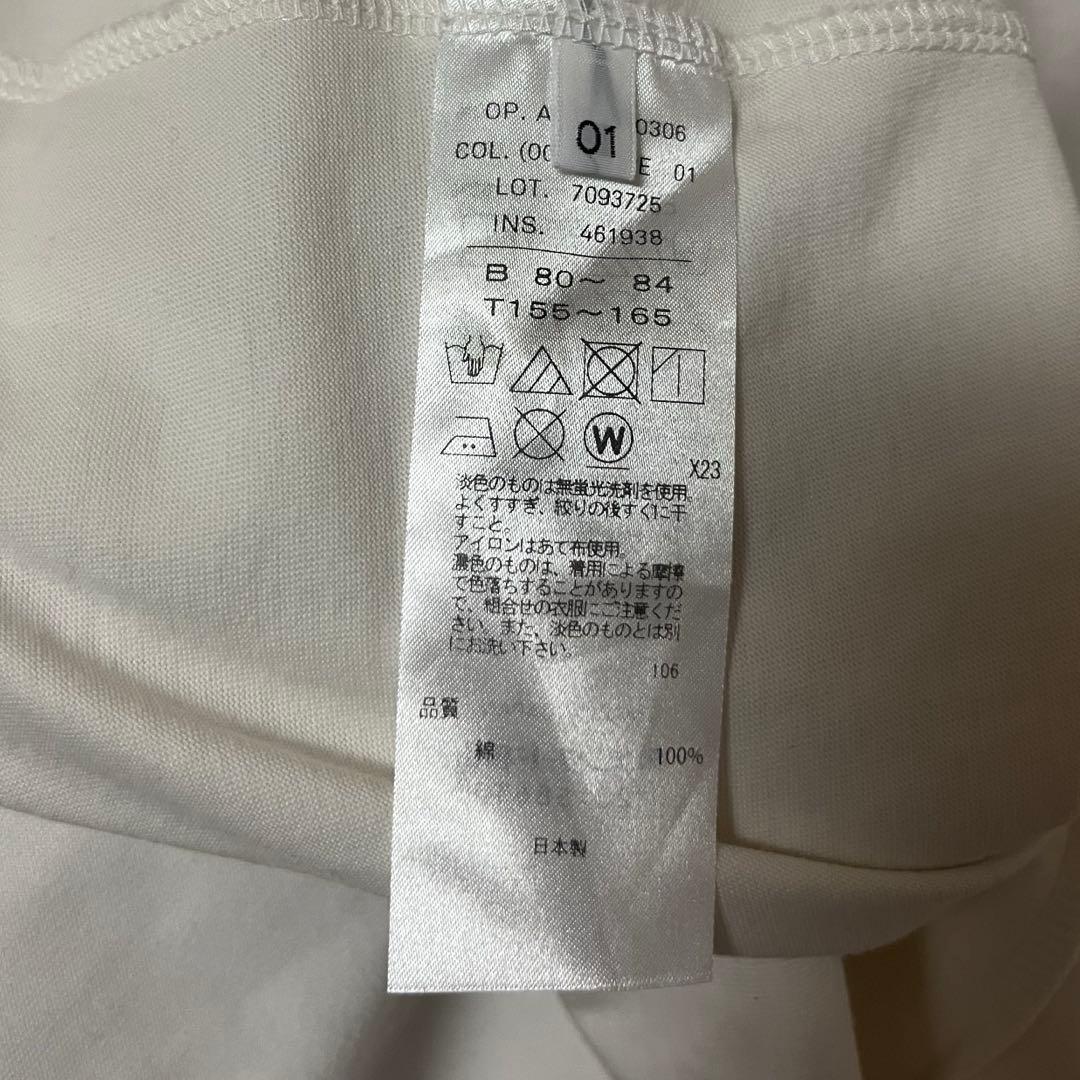 OP. A 0306
01
COL. (00 E 01
LOT. 7093725
INS. 461938
B 80～ 84
T155～165
W
X23
淡色のものは無蛍光洗剤を使用。
よくすすぎ、絞りの後すぐに干
すこと。
アイロンはあて布使用。
濃色のものは、着用による摩擦
で色落ちすることがありますの
で、組合せの衣服にご注意くだ
さい。また、淡色のものとは別
にお洗い下さい。
106
品質
綿 100%
日本製